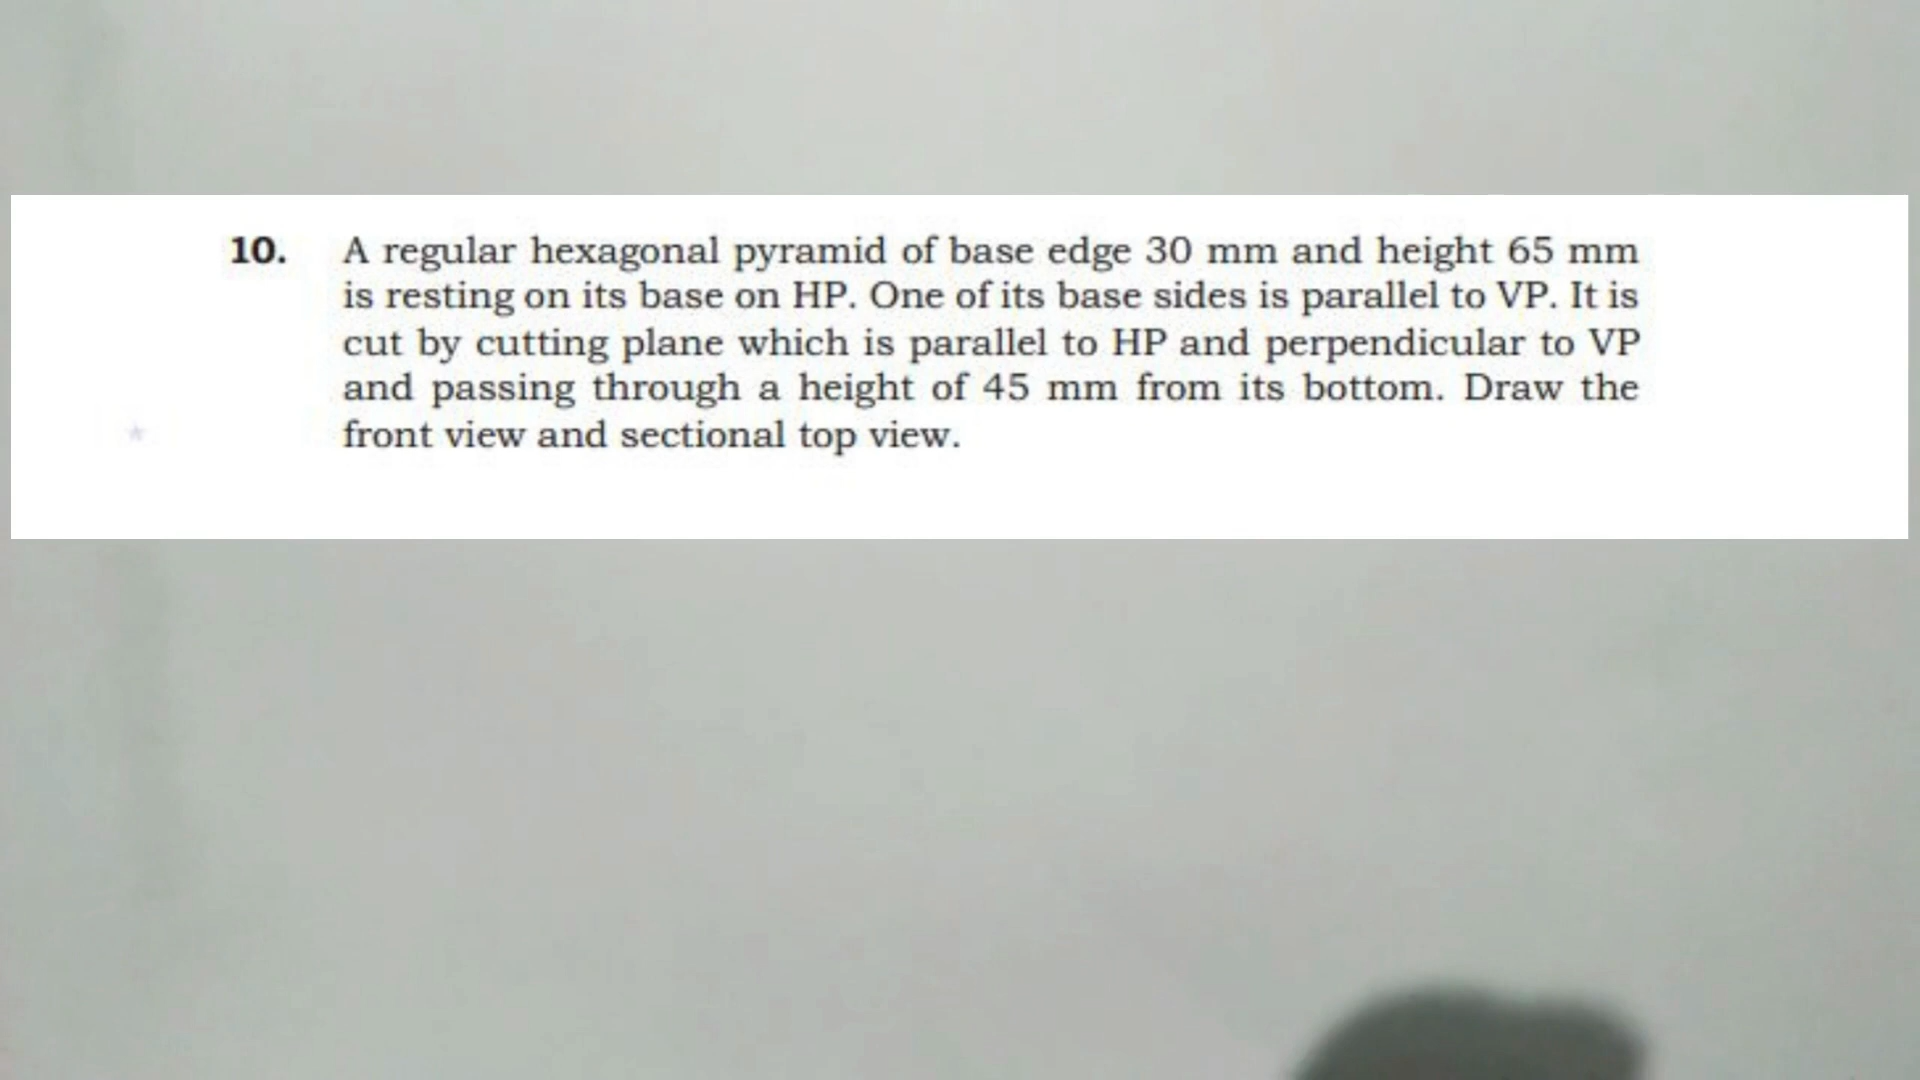 10. A regular hexagonal pyramid of base edge 30 mm and height 65 mm
is resting on its base on HP. One of its base sides is parallel to VP. It is
cut by cutting plane which is parallel to HP and perpendicular to VP
and passing through a height of 45 mm from its bottom. Draw the
front view and sectional top view.